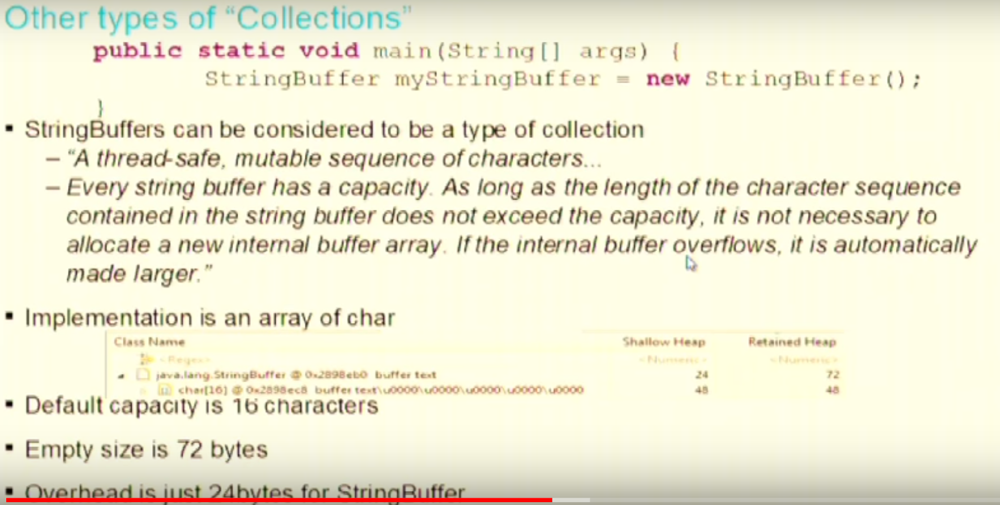 Other types of “Collections”
public static void main(String[] args) {
StringBuffer myStringBuffer = new StringBuffer();
}
▪ StringBuffers can be considered to be a type of collection
– “A thread-safe, mutable sequence of characters...
– Every string buffer has a capacity. As long as the length of the character sequence
contained in the string buffer does not exceed the capacity, it is not necessary to
allocate a new internal buffer array. If the internal buffer overflows, it is automatically
made larger.”
▪ Implementation is an array of char
Class Name Shallow Heap Retained Heap
<Regex> <Numeric> <Numeric>
java.lang.StringBuffer @ 0x2898eb0 buffer text 24 72
char[16] @ 0x2898ec8 buffer text\u0000\u0000\u0000\u0000\u0000 48 48
▪ Default capacity is 16 characters
▪ Empty size is 72 bytes
▪ Overhead is just 24bytes for StringBuffer